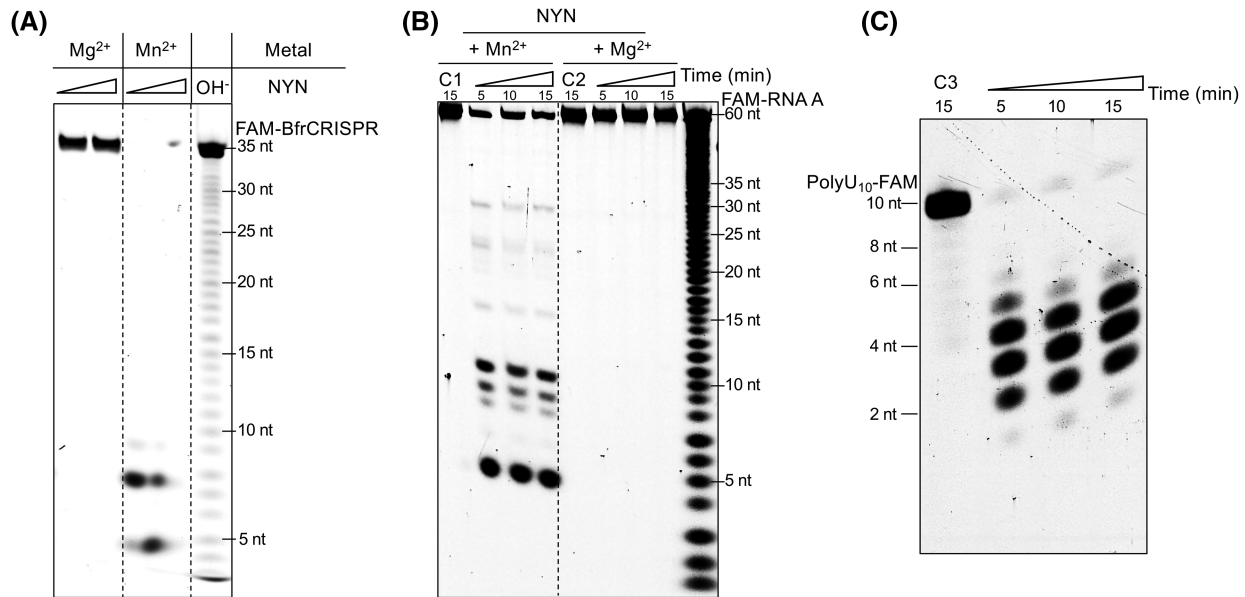 (A)
Mg²⁺ Mn²⁺ Metal
OH⁻ NYN
FAM-BfrCRISPR
35 nt
30 nt
25 nt
20 nt
15 nt
10 nt
5 nt
(B)
NYN
+ Mn²⁺ + Mg²⁺
C1 C2 Time (min)
15 5 10 15 15 5 10 15 FAM-RNA A
60 nt
35 nt
30 nt
25 nt
20 nt
15 nt
10 nt
5 nt
(C)
C3
15 5 10 15 Time (min)
PolyU₁₀-FAM
10 nt
8 nt
6 nt
4 nt
2 nt